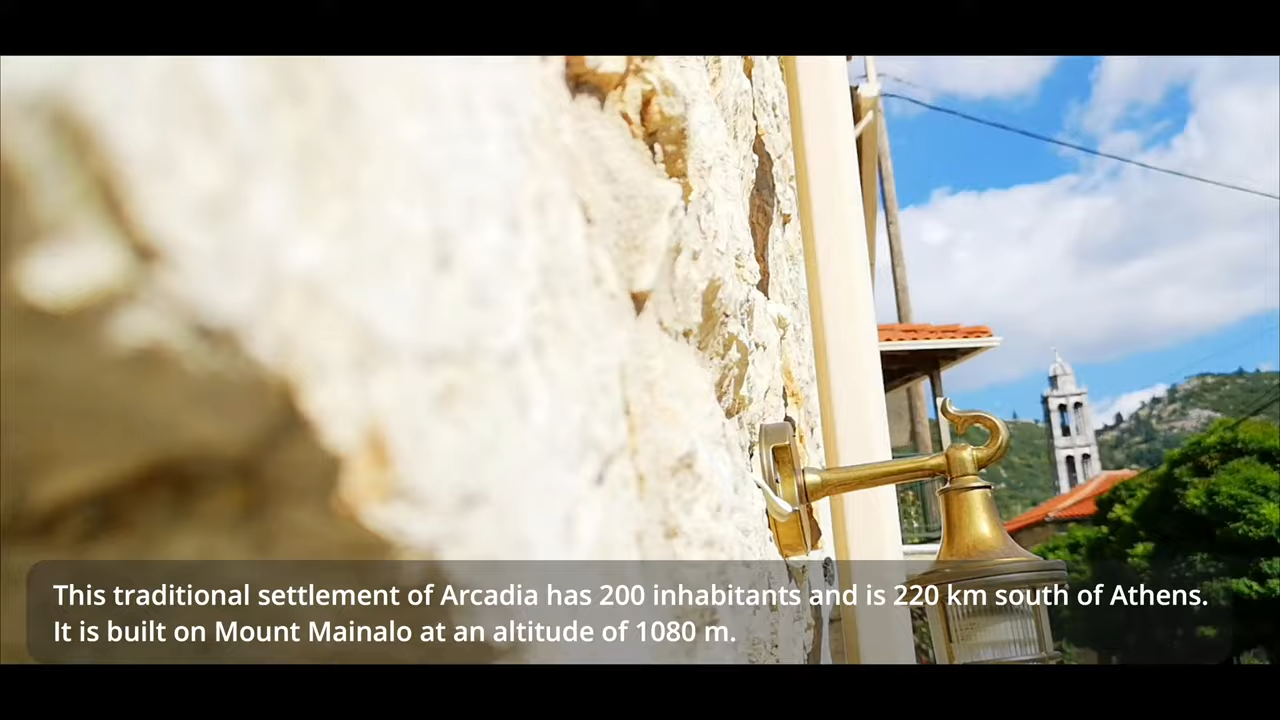 This traditional settlement of Arcadia has 200 inhabitants and is 220 km south of Athens.
It is built on Mount Mainalo at an altitude of 1080 m.